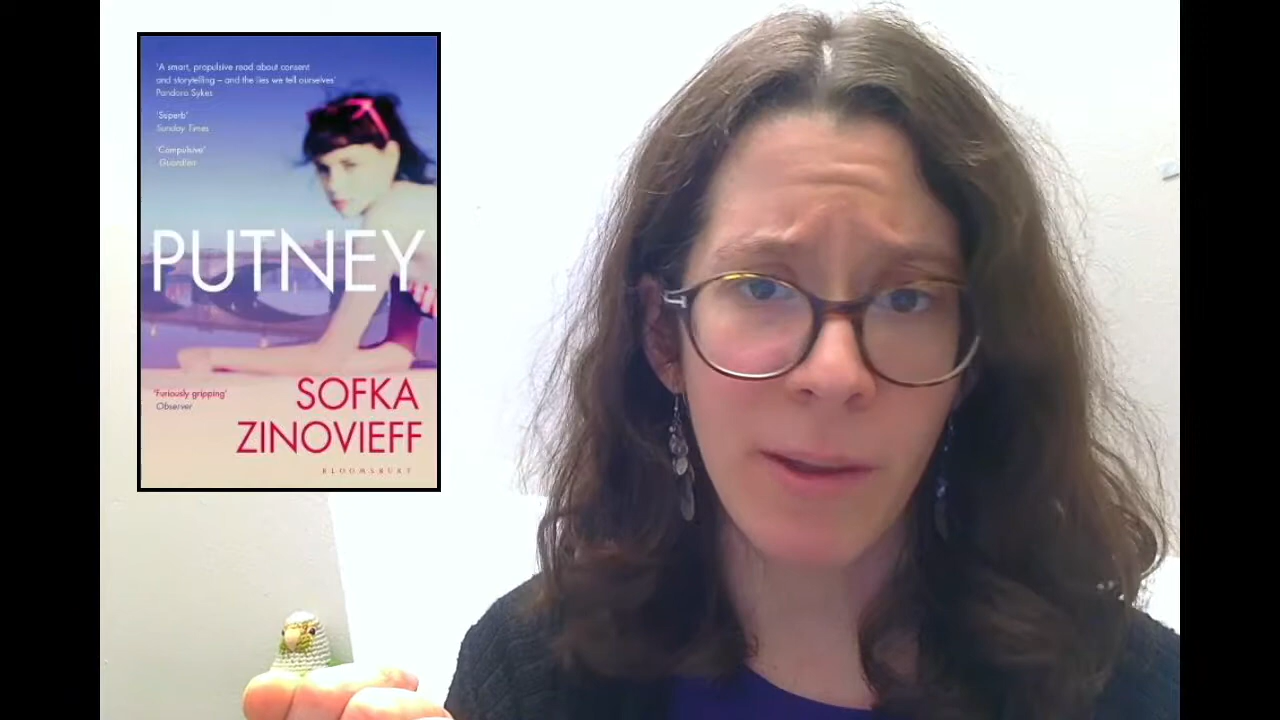 'A smart, propulsive read about consent
and storytelling – and the lies we tell ourselves'
Pandora Sykes
'Superb'
Sunday Times
'Compulsive'
Guardian
PUTNEY
'Furiously gripping'
Observer
SOFKA
ZINOVIEFF
BLOOMSBURY